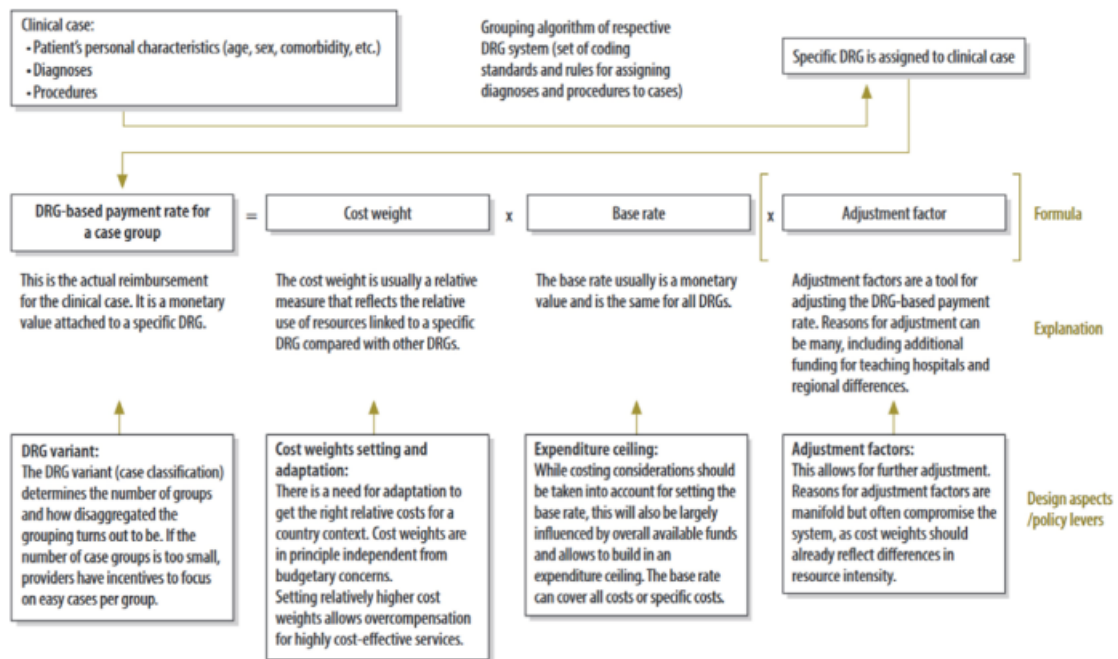 Clinical case:
• Patient's personal characteristics (age, sex, comorbidity, etc.)
• Diagnoses
• Procedures
Grouping algorithm of respective
DRG system (set of coding
standards and rules for assigning
diagnoses and procedures to cases)
Specific DRG is assigned to clinical case
DRG-based payment rate for
a case group
=
Cost weight
x
Base rate
x
Adjustment factor
Formula
This is the actual reimbursement
for the clinical case. It is a monetary
value attached to a specific DRG.
The cost weight is usually a relative
measure that reflects the relative
use of resources linked to a specific
DRG compared with other DRGs.
The base rate usually is a monetary
value and is the same for all DRGs.
Adjustment factors are a tool for
adjusting the DRG-based payment
rate. Reasons for adjustment can
be many, including additional
funding for teaching hospitals and
regional differences.
Explanation
DRG variant:
The DRG variant (case classification)
determines the number of groups
and how disaggregated the
grouping turns out to be. If the
number of case groups is too small,
providers have incentives to focus
on easy cases per group.
Cost weights setting and
adaptation:
There is a need for adaptation to
get the right relative costs for a
country context. Cost weights are
in principle independent from
budgetary concerns.
Setting relatively higher cost
weights allows overcompensation
for highly cost-effective services.
Expenditure ceiling:
While costing considerations should
be taken into account for setting the
base rate, this will also be largely
influenced by overall available funds
and allows to build in an
expenditure ceiling. The base rate
can cover all costs or specific costs.
Adjustment factors:
This allows for further adjustment.
Reasons for adjustment factors are
manifold but often compromise the
system, as cost weights should
already reflect differences in
resource intensity.
Design aspects
/policy levers